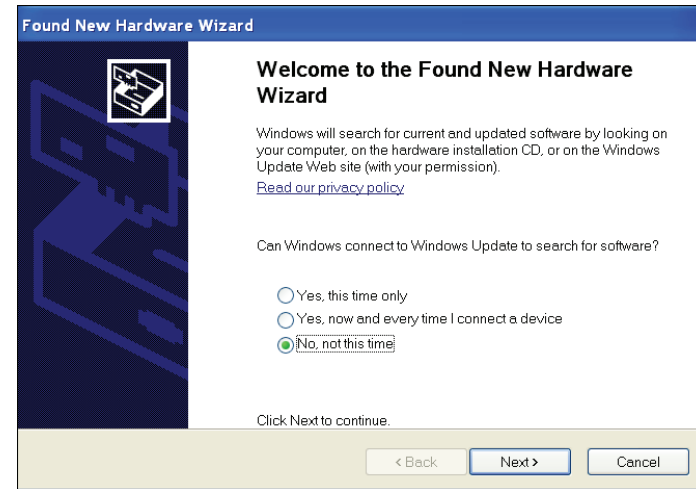 Found New Hardware Wizard
Welcome to the Found New Hardware
Wizard
Windows will search for current and updated software by looking on
your computer, on the hardware installation CD, or on the Windows
Update Web site (with your permission).
Read our privacy policy
Can Windows connect to Windows Update to search for software?
Yes, this time only
Yes, now and every time I connect a device
No, not this time
Click Next to continue.
< Back
Next >
Cancel